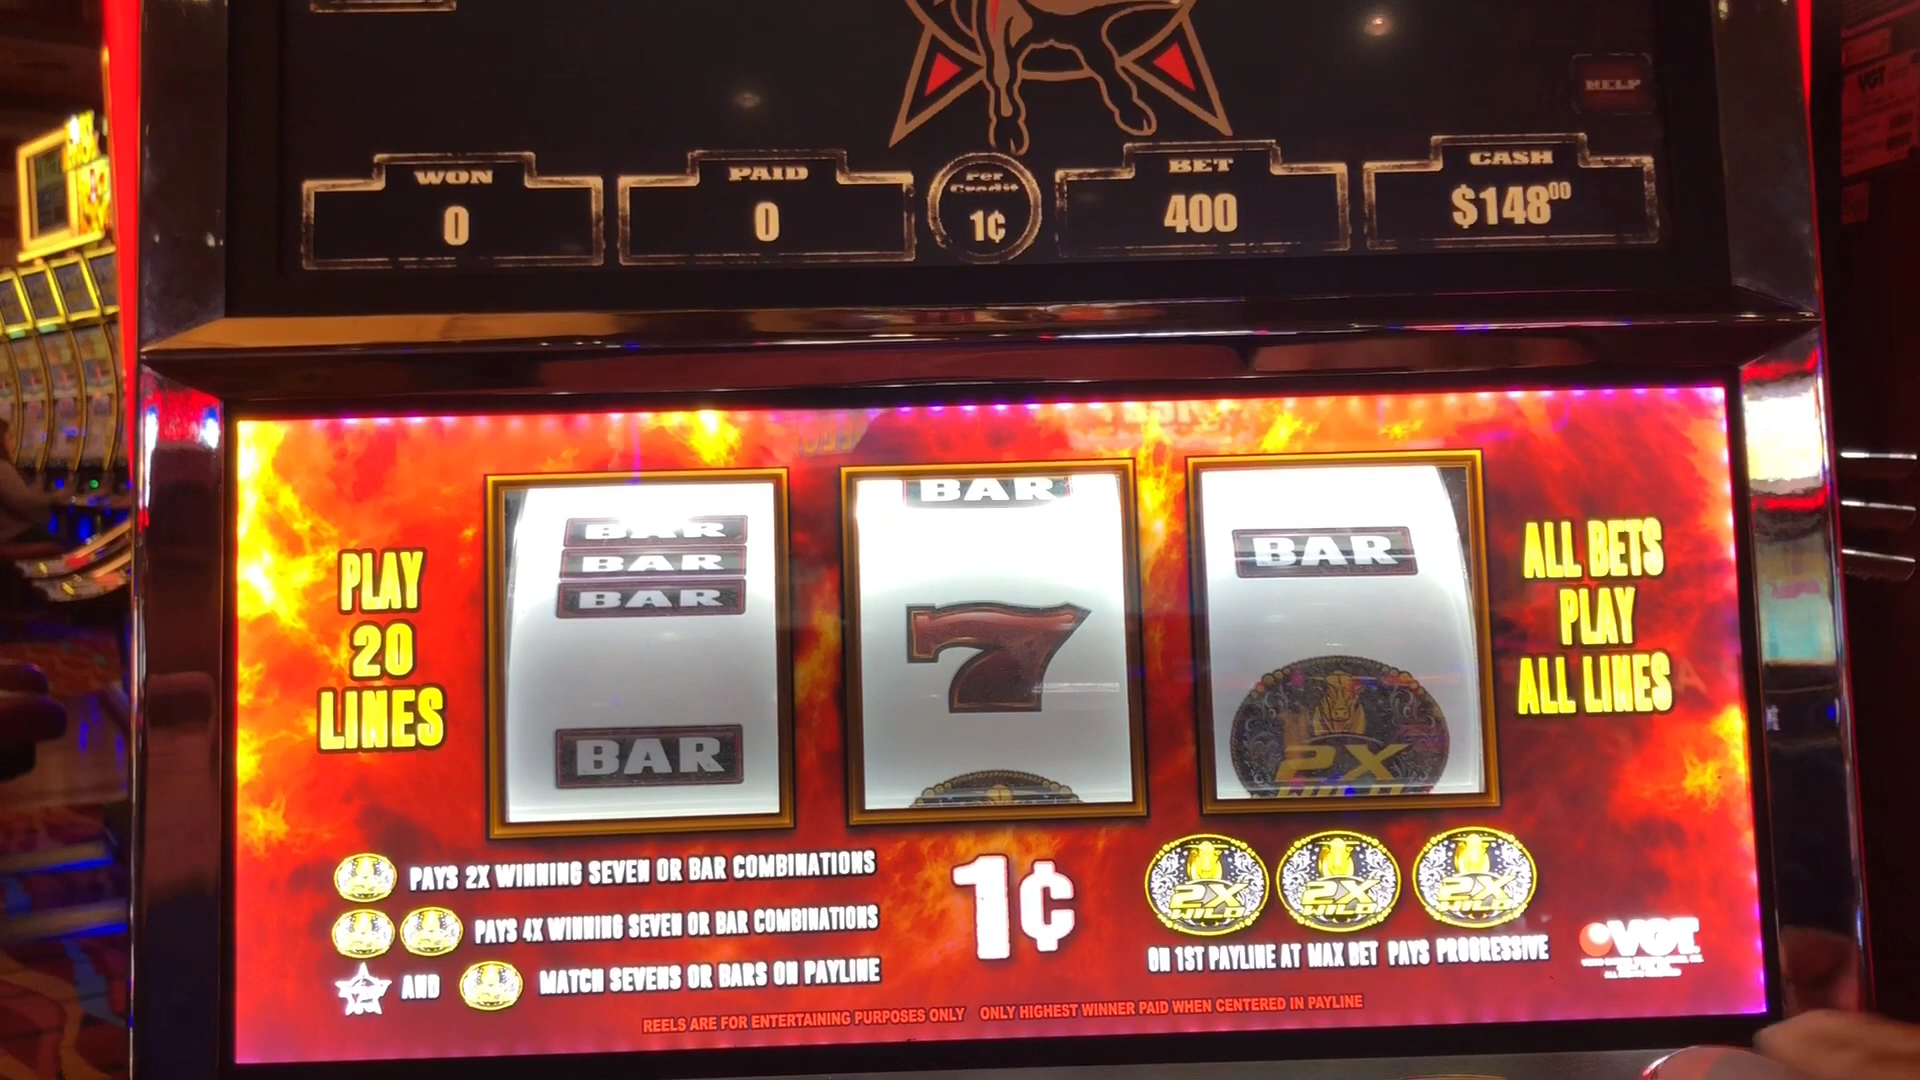 HELP
WON
PAID
Per
Credit
BET
CASH
0
0
1¢
400
$148⁰⁰
VGT
BAR
BAR
BAR
BAR
BAR
7
BAR
2X
WILD
PLAY
20
LINES
ALL BETS
PLAY
ALL LINES
PAYS 2X WINNING SEVEN OR BAR COMBINATIONS
PAYS 4X WINNING SEVEN OR BAR COMBINATIONS
AND
MATCH SEVENS OR BARS ON PAYLINE
1¢
2X
WILD
2X
WILD
2X
WILD
ON 1ST PAYLINE AT MAX BET PAYS PROGRESSIVE
VGT
REELS ARE FOR ENTERTAINING PURPOSES ONLY ONLY HIGHEST WINNER PAID WHEN CENTERED IN PAYLINE